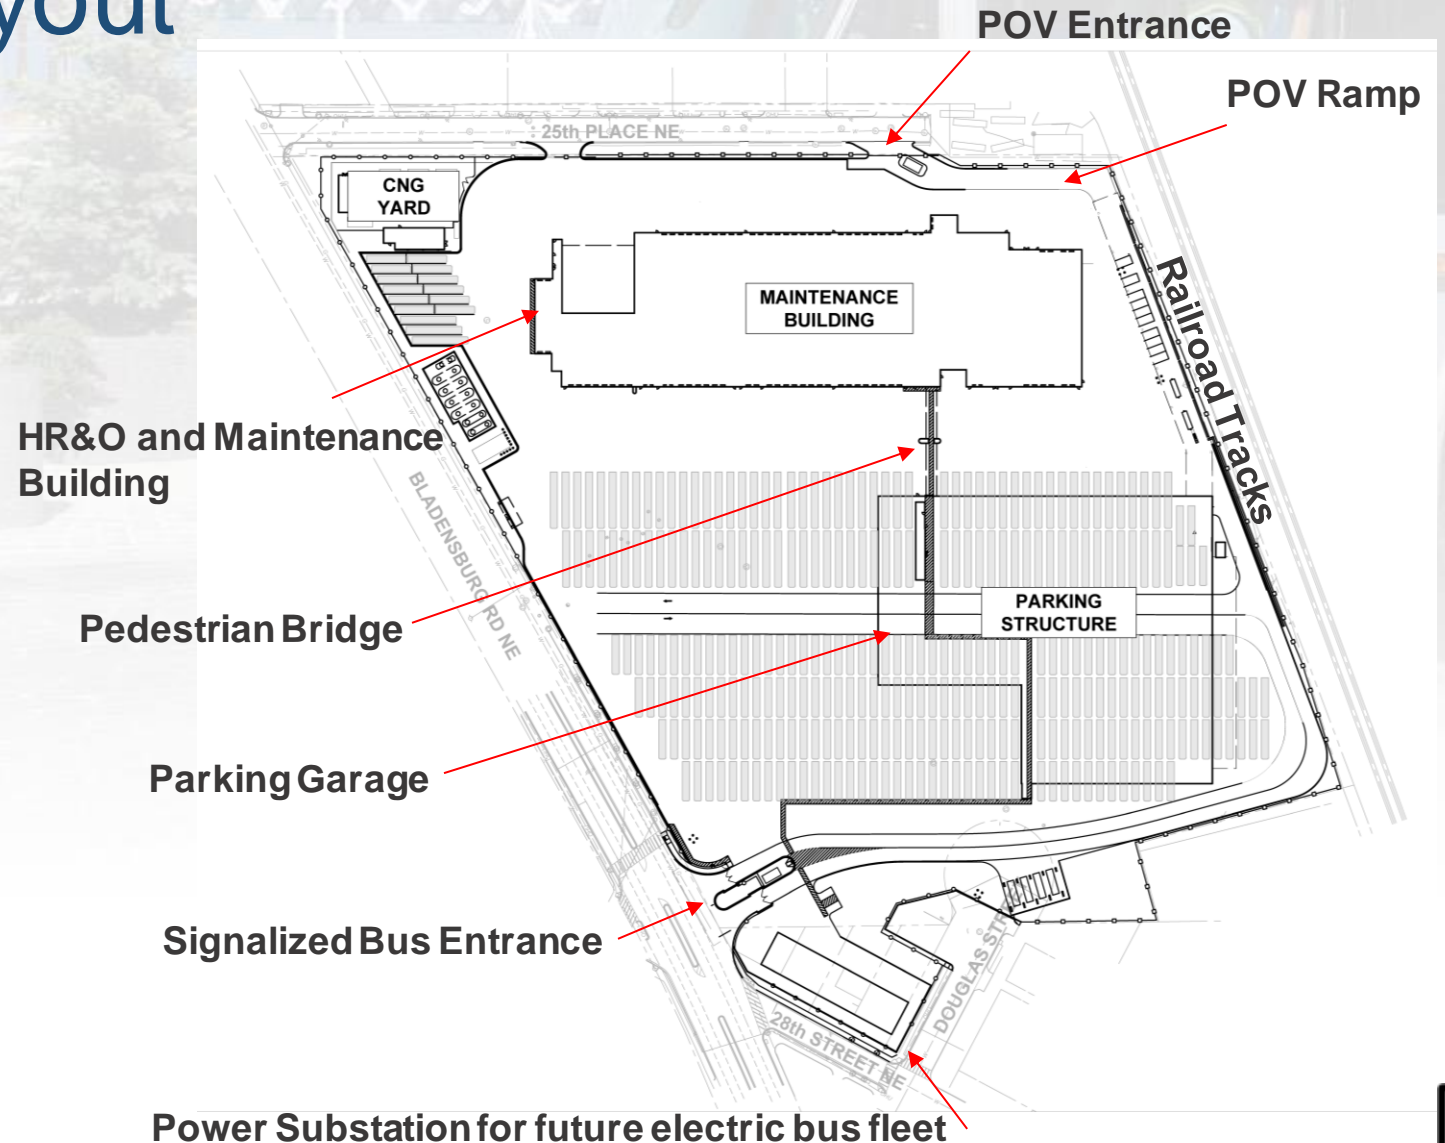 yout
POV Entrance
POV Ramp
25th PLACE NE
CNG
YARD
MAINTENANCE
BUILDING
Railroad Tracks
HR&O and Maintenance
Building
BLADENSBURG RD NE
Pedestrian Bridge
PARKING
STRUCTURE
Parking Garage
Signalized Bus Entrance
DOUGLAS STREET
28th STREET NE
Power Substation for future electric bus fleet